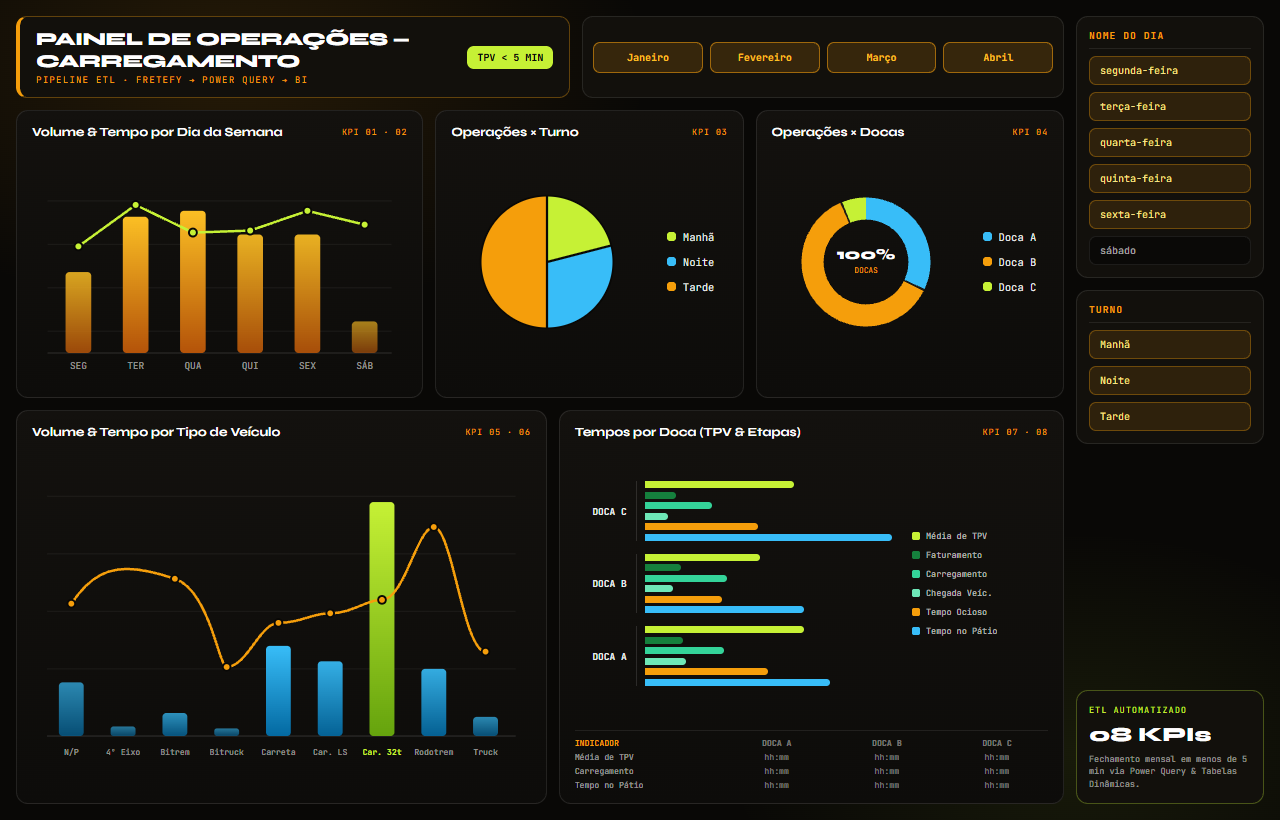 PAINEL DE OPERAÇÕES —
CARREGAMENTO
PIPELINE ETL · FRETEFY → POWER QUERY → BI
TPV < 5 MIN
Janeiro
Fevereiro
Março
Abril
NOME DO DIA
segunda-feira
terça-feira
quarta-feira
quinta-feira
sexta-feira
sábado
Volume & Tempo por Dia da Semana
KPI 01 · 02
SEG
TER
QUA
QUI
SEX
SÁB
Operações × Turno
KPI 03
Manhã
Noite
Tarde
Operações × Docas
KPI 04
100%
DOCAS
Doca A
Doca B
Doca C
TURNO
Manhã
Noite
Tarde
Volume & Tempo por Tipo de Veículo
KPI 05 · 06
N/P
4° Eixo
Bitrem
Bitruck
Carreta
Car. LS
Car. 32t
Rodotrem
Truck
Tempos por Doca (TPV & Etapas)
KPI 07 · 08
DOCA C
DOCA B
DOCA A
Média de TPV
Faturamento
Carregamento
Chegada Veíc.
Tempo Ocioso
Tempo no Pátio
INDICADOR DOCA A DOCA B DOCA C
Média de TPV hh:mm hh:mm hh:mm
Carregamento hh:mm hh:mm hh:mm
Tempo no Pátio hh:mm hh:mm hh:mm
ETL AUTOMATIZADO
08 KPIs
Fechamento mensal em menos de 5
min via Power Query & Tabelas
Dinâmicas.